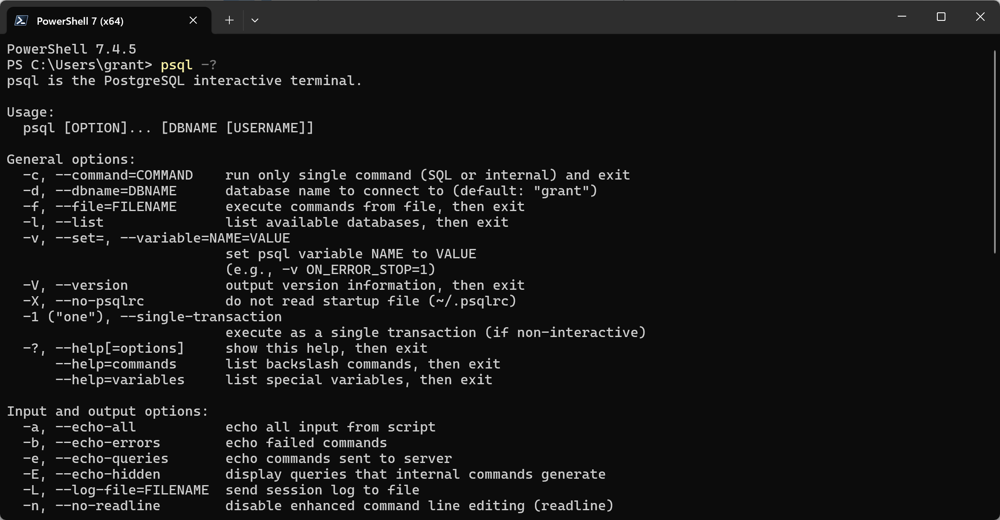 PowerShell 7 (x64)
PowerShell 7.4.5
PS C:\Users\grant> psql -?
psql is the PostgreSQL interactive terminal.
Usage:
  psql [OPTION]... [DBNAME [USERNAME]]
General options:
  -c, --command=COMMAND    run only single command (SQL or internal) and exit
  -d, --dbname=DBNAME      database name to connect to (default: "grant")
  -f, --file=FILENAME      execute commands from file, then exit
  -l, --list               list available databases, then exit
  -v, --set=, --variable=NAME=VALUE
                           set psql variable NAME to VALUE
                           (e.g., -v ON_ERROR_STOP=1)
  -V, --version            output version information, then exit
  -X, --no-psqlrc          do not read startup file (~/.psqlrc)
  -1 ("one"), --single-transaction
                           execute as a single transaction (if non-interactive)
  -?, --help[=options]     show this help, then exit
      --help=commands      list backslash commands, then exit
      --help=variables     list special variables, then exit
Input and output options:
  -a, --echo-all           echo all input from script
  -b, --echo-errors        echo failed commands
  -e, --echo-queries       echo commands sent to server
  -E, --echo-hidden        display queries that internal commands generate
  -L, --log-file=FILENAME  send session log to file
  -n, --no-readline        disable enhanced command line editing (readline)